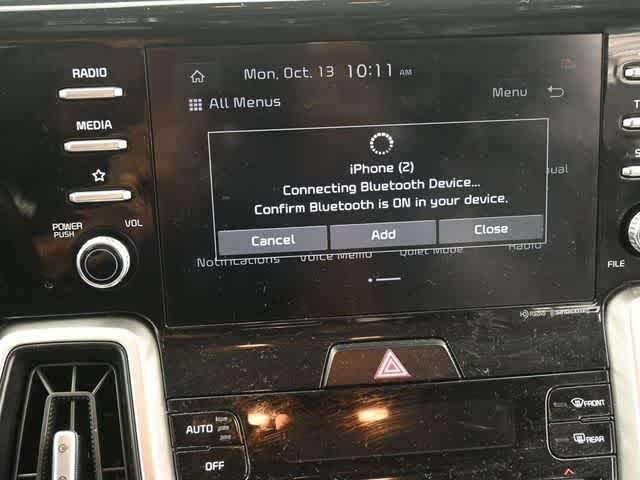 RADIO
MEDIA
POWER
PUSH
VOL
Mon, Oct. 13 10:11 AM
All Menus
Menu
iPhone (2)
Connecting Bluetooth Device...
Confirm Bluetooth is ON in your device.
Cancel Add Close
Notifications Voice Memo Quiet Mode Radio
FILE
HD Radio
AUTO
OFF
FRONT
REAR